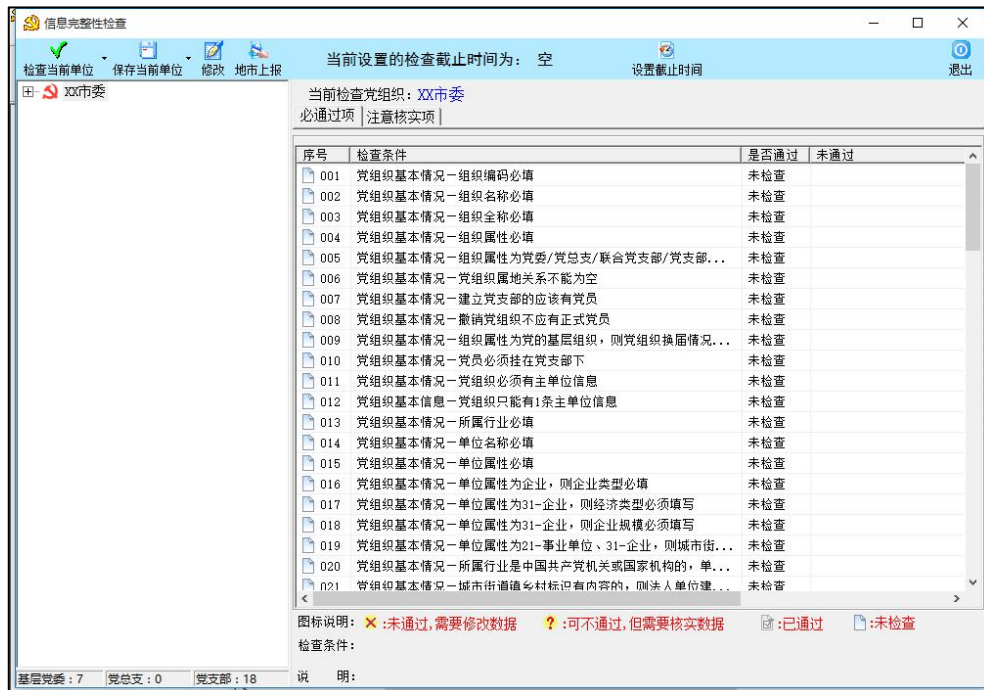 信息完整性检查
检查当前单位 保存当前单位 修改 地市上报 当前设置的检查截止时间为： 空 设置截止时间 退出
XX市委
当前检查党组织：XX市委
必通过项 注意核实项
序号 检查条件 是否通过 未通过
001 党组织基本情况－组织编码必填 未检查
002 党组织基本情况－组织名称必填 未检查
003 党组织基本情况－组织全称必填 未检查
004 党组织基本情况－组织属性必填 未检查
005 党组织基本情况－组织属性为党委/党总支/联合党支部/党支部... 未检查
006 党组织基本情况－党组织属地关系不能为空 未检查
007 党组织基本情况－建立党支部的应该有党员 未检查
008 党组织基本情况－撤销党组织不应有正式党员 未检查
009 党组织基本情况－组织属性为党的基层组织，则党组织换届情况... 未检查
010 党组织基本情况－党员必须挂在党支部下 未检查
011 党组织基本情况－党组织必须有主单位信息 未检查
012 党组织基本信息－党组织只能有1条主单位信息 未检查
013 党组织基本情况－所属行业必填 未检查
014 党组织基本情况－单位名称必填 未检查
015 党组织基本情况－单位属性必填 未检查
016 党组织基本情况－单位属性为企业，则企业类型必填 未检查
017 党组织基本情况－单位属性为31-企业，则经济类型必须填写 未检查
018 党组织基本情况－单位属性为31-企业，则企业规模必须填写 未检查
019 党组织基本情况－单位属性为21-事业单位、31-企业，则城市街... 未检查
020 党组织基本情况－所属行业是中国共产党机关或国家机构的，单... 未检查
021 党组织基本情况－城市街道镇乡村标识有内容的，则法人单位建... 未检查
图标说明： :未通过,需要修改数据 ? :可不通过,但需要核实数据 :已通过 :未检查
检查条件：
说 明：
基层党委：7 党总支：0 党支部：18